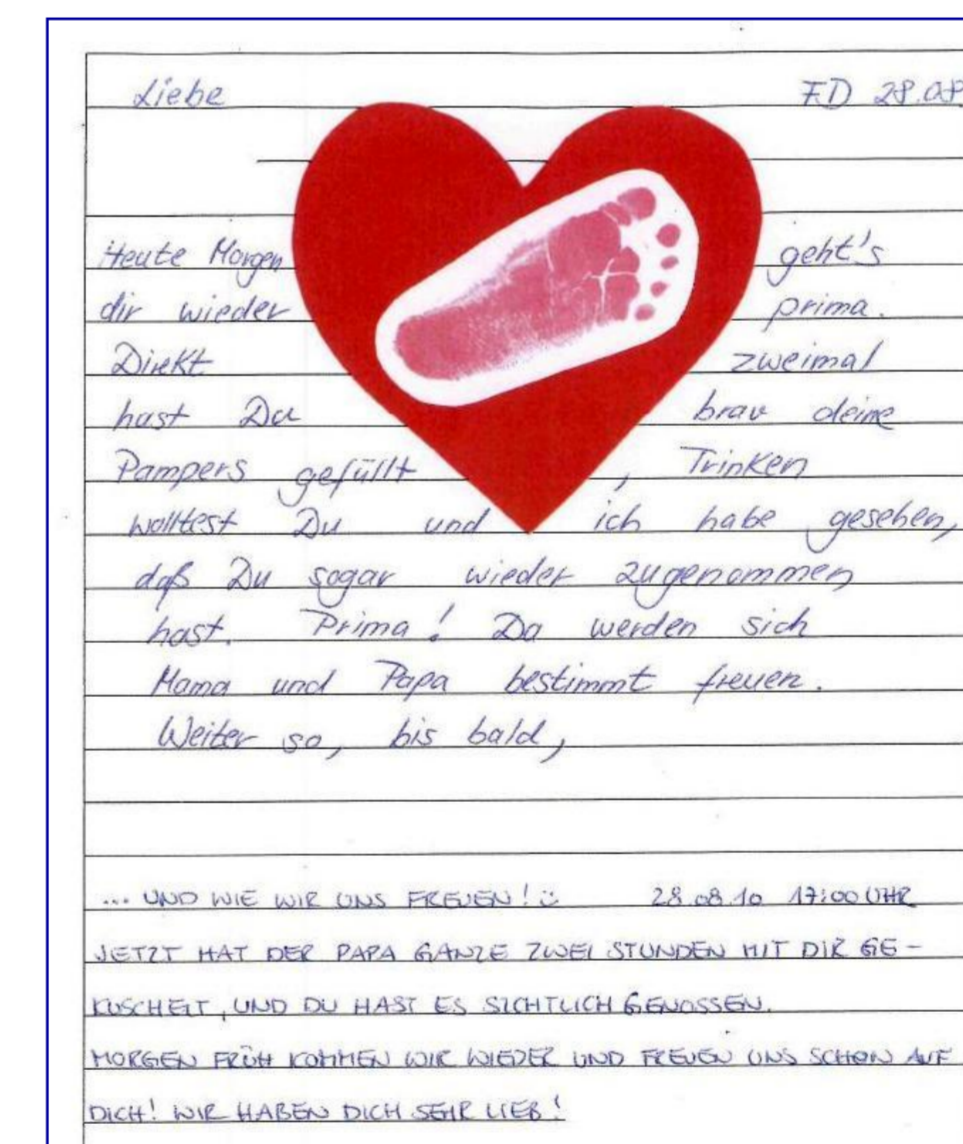 Liebe FD 28.08.
Heute Morgen geht's
dir wieder prima.
Direkt zweimal
hast Du brav deine
Pampers gefüllt, Trinken
wolltest Du und ich habe gesehen,
daß Du sogar wieder zugenommen
hast. Prima! Da werden sich
Mama und Papa bestimmt freuen.
Weiter so, bis bald,
... UND WIE WIR UNS FREUEN! ☺ 28.08.10 17:00 UHR
JETZT HAT DER PAPA GANZE ZWEI STUNDEN MIT DIR GE-
KUSCHELT, UND DU HAST ES SICHTLICH GENOSSEN.
MORGEN FRÜH KOMMEN WIR WIEDER UND FREUEN UNS SCHON AUF
DICH! WIR HABEN DICH SEHR LIEB!